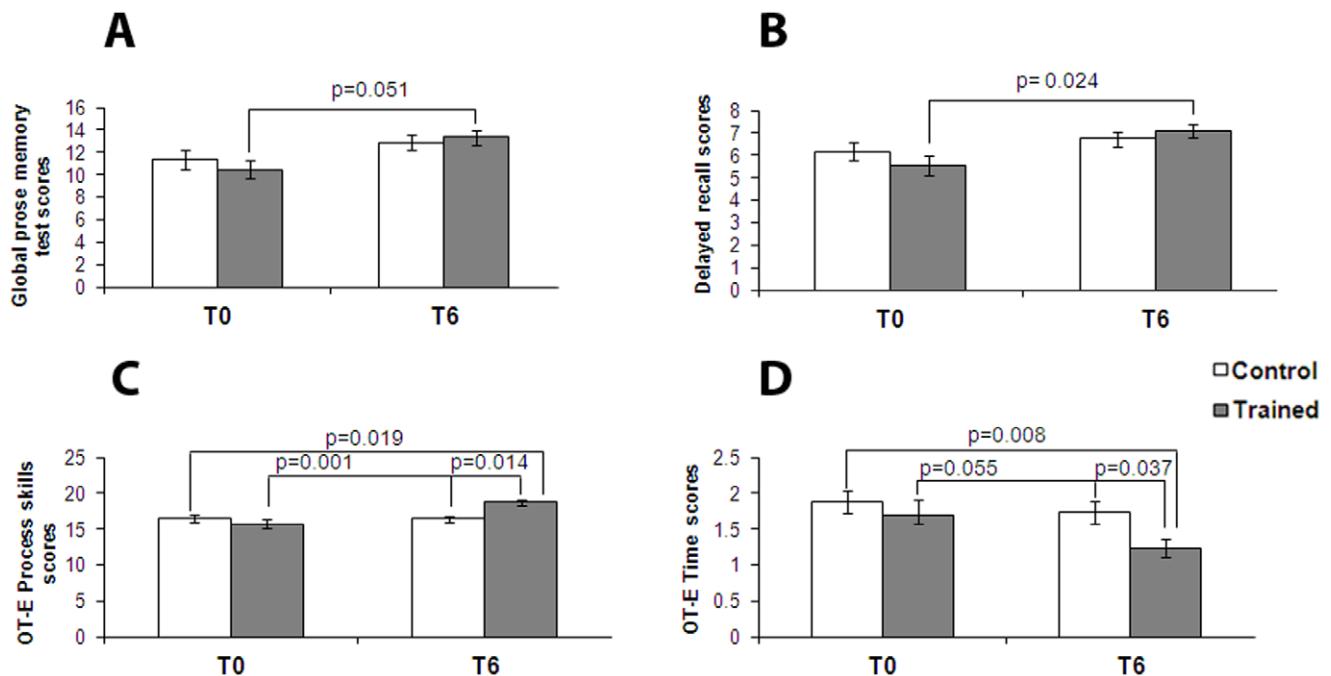 A
p=0.051
Global prose memory
test scores
16
14
12
10
8
6
4
2
0
T0
T6
B
p= 0.024
Delayed recall scores
8
7
6
5
4
3
2
1
0
T0
T6
C
p=0.019
p=0.001
p=0.014
OT-E Process skills
scores
25
20
15
10
5
0
T0
T6
D
Control
Trained
p=0.008
p=0.055
p=0.037
OT-E Time scores
2.5
2
1.5
1
0.5
0
T0
T6